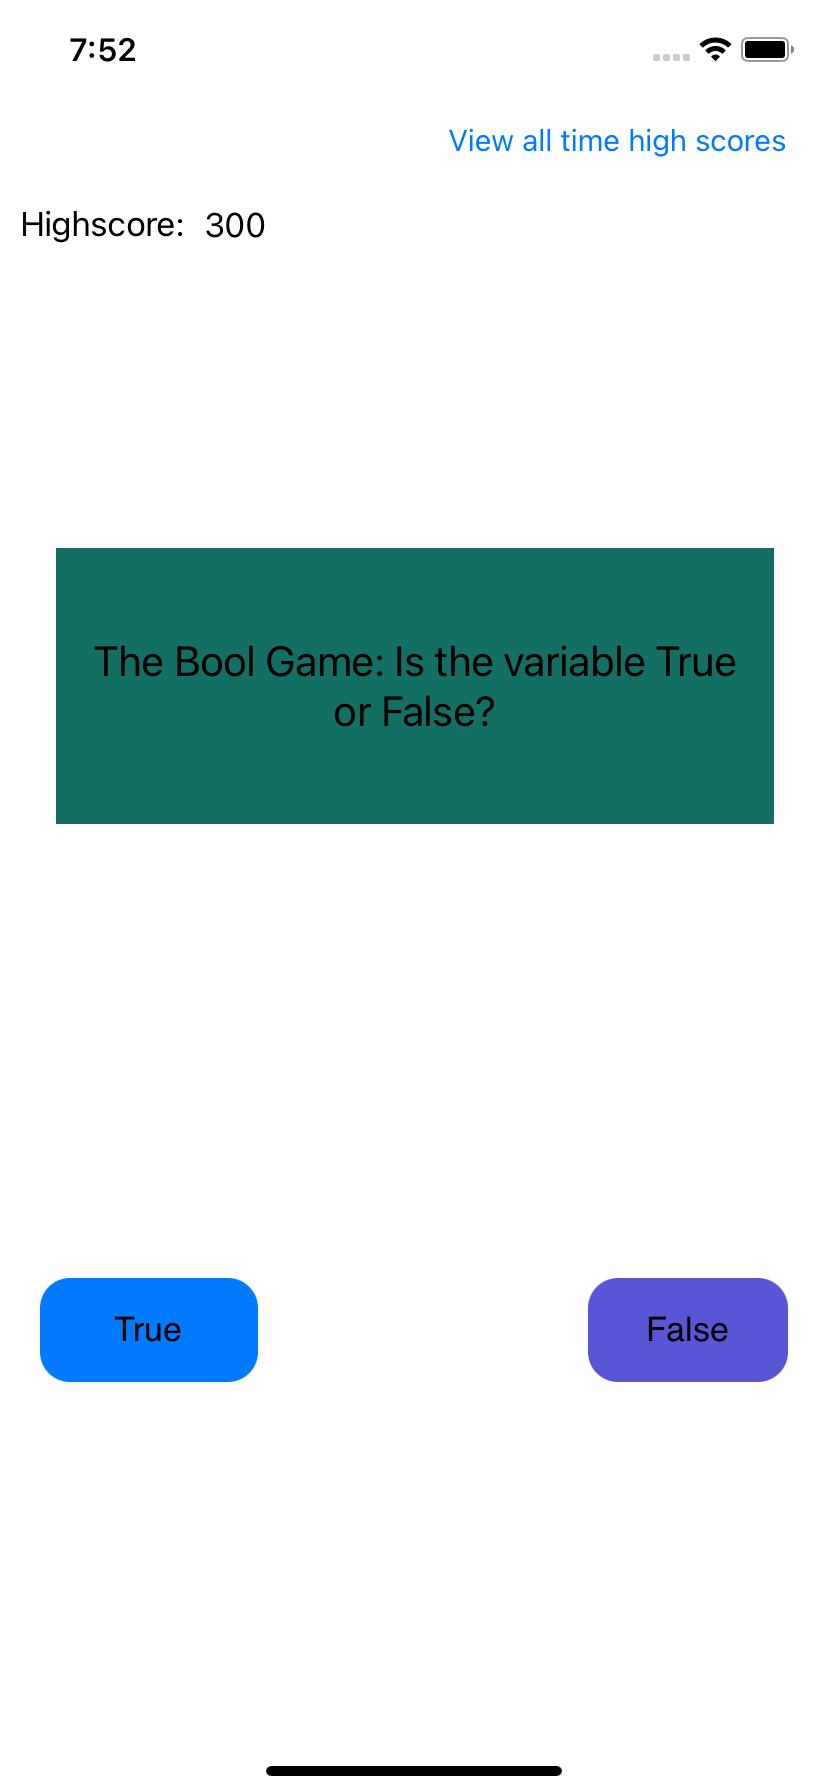 7:52
View all time high scores
Highscore: 300
The Bool Game: Is the variable True
or False?
True
False